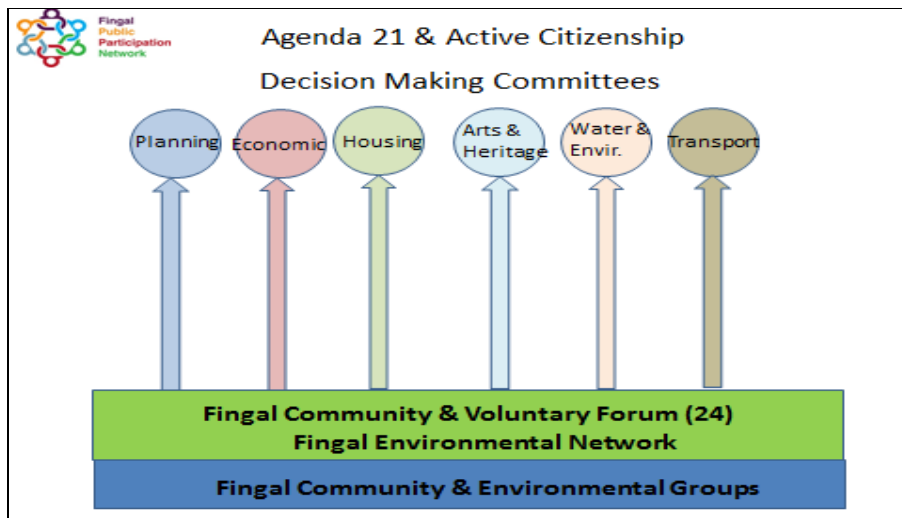 Fingal
Public
Participation
Network
Agenda 21 & Active Citizenship
Decision Making Committees
Planning
Economic
Housing
Arts &
Heritage
Water &
Envir.
Transport
Fingal Community & Voluntary Forum (24)
Fingal Environmental Network
Fingal Community & Environmental Groups